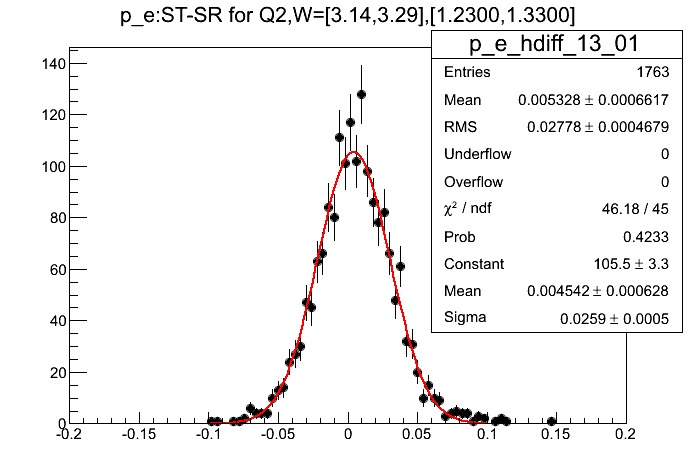 p_e:ST-SR for Q2,W=[3.14,3.29],[1.2300,1.3300]
p_e_hdiff_13_01
Entries 1763
Mean 0.005328 ± 0.0006617
RMS 0.02778 ± 0.0004679
Underflow 0
Overflow 0
χ² / ndf 46.18 / 45
Prob 0.4233
Constant 105.5 ± 3.3
Mean 0.004542 ± 0.000628
Sigma 0.0259 ± 0.0005
140
120
100
80
60
40
20
0
-0.2 -0.15 -0.1 -0.05 0 0.05 0.1 0.15 0.2